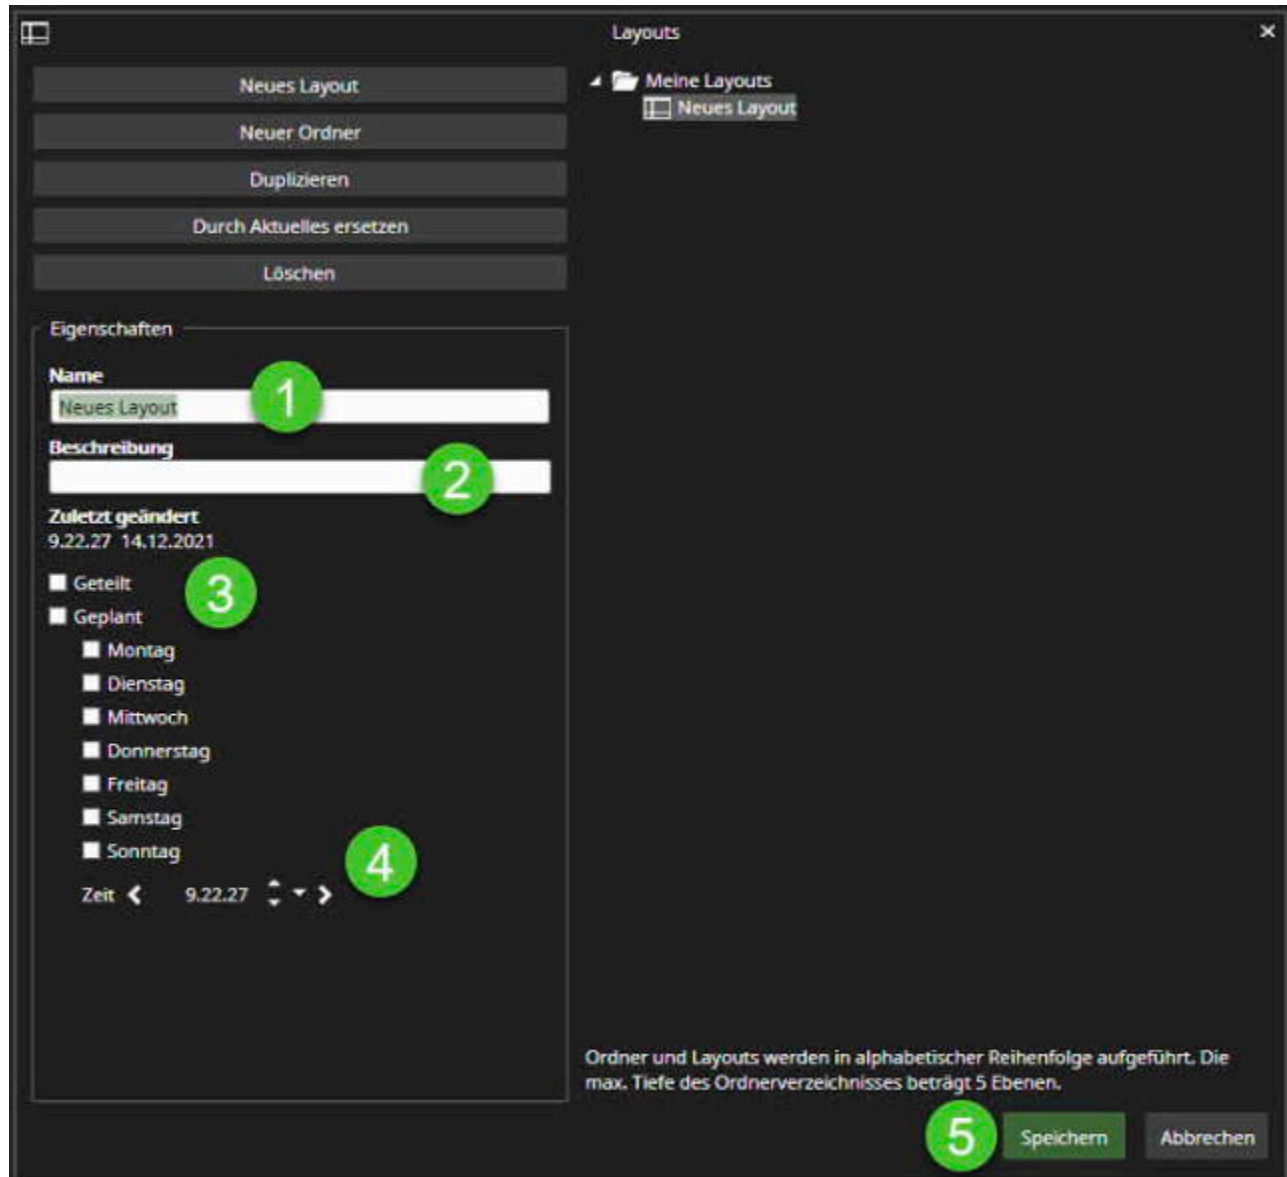 Layouts
Neues Layout
Neuer Ordner
Duplizieren
Durch Aktuelles ersetzen
Löschen
Eigenschaften
Name
Neues Layout
1
Beschreibung
2
Zuletzt geändert
9.22.27 14.12.2021
Geteilt
3
Geplant
Montag
Dienstag
Mittwoch
Donnerstag
Freitag
Samstag
Sonntag
4
Zeit 9.22.27
Meine Layouts
Neues Layout
Ordner und Layouts werden in alphabetischer Reihenfolge aufgeführt. Die
max. Tiefe des Ordnerverzeichnisses beträgt 5 Ebenen.
5
Speichern
Abbrechen